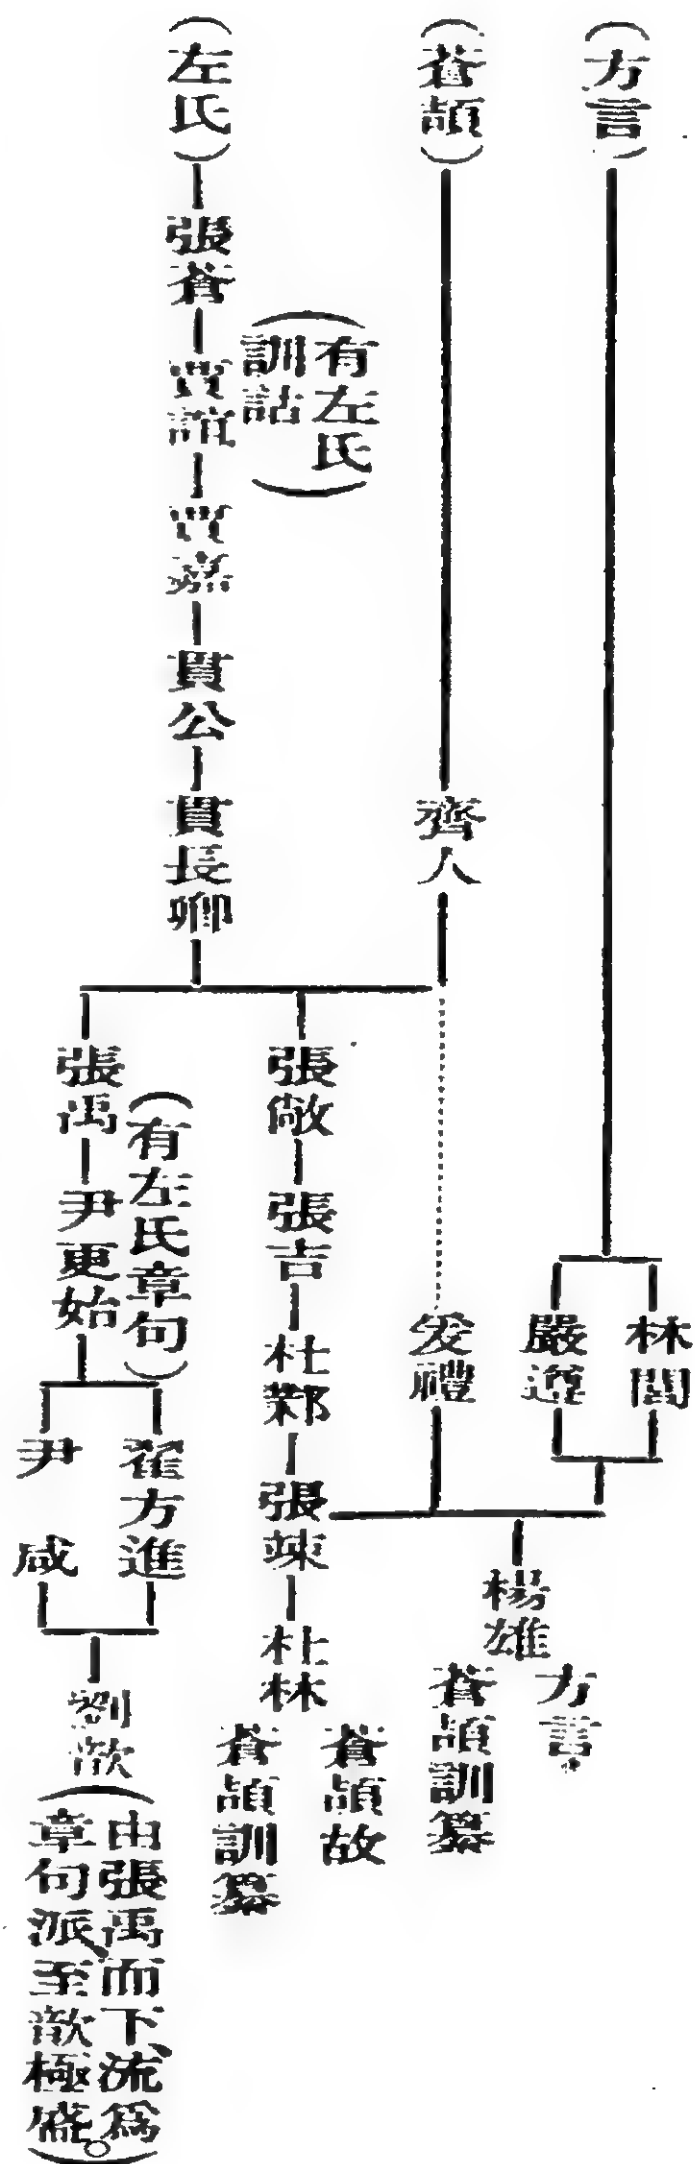 （方言）
林閭
嚴遵
楊雄
方言
蒼頡訓纂
（蒼頡）
齊人
爰禮
（左氏）
張蒼
賈誼
（有左氏
訓詁）
賈嘉
貫公
貫長卿
張敞
張吉
杜鄴
張竦
杜林
蒼頡故
蒼頡訓纂
張禹
尹更始
（有左氏章句）
翟方進
尹咸
劉歆
（由張禹而下、流爲
章句派、至歆極盛。）